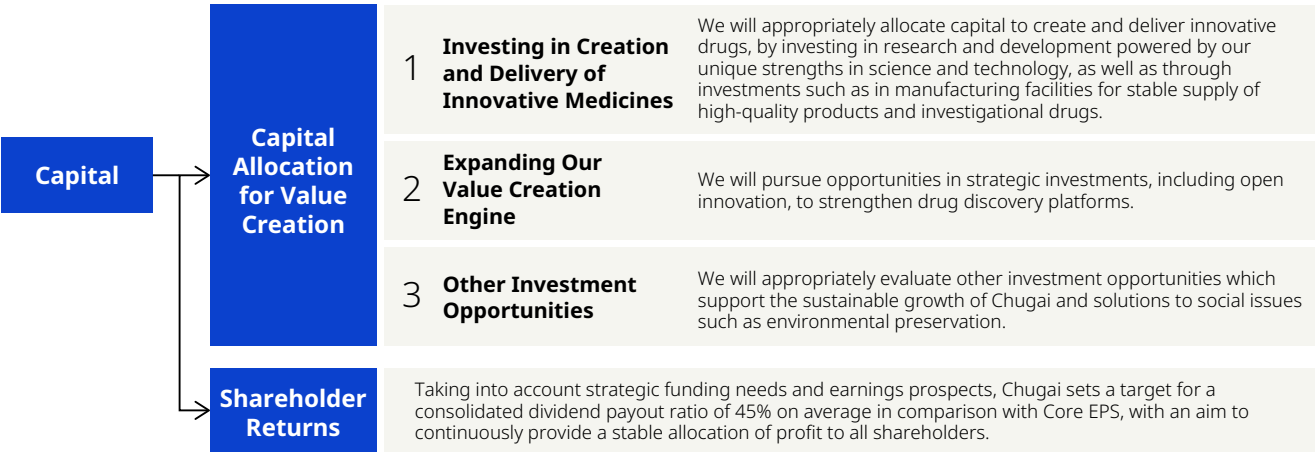 Capital
Capital
Allocation
for Value
Creation
1
Investing in Creation
and Delivery of
Innovative Medicines
We will appropriately allocate capital to create and deliver innovative
drugs, by investing in research and development powered by our
unique strengths in science and technology, as well as through
investments such as in manufacturing facilities for stable supply of
high-quality products and investigational drugs.
2
Expanding Our
Value Creation
Engine
We will pursue opportunities in strategic investments, including open
innovation, to strengthen drug discovery platforms.
3
Other Investment
Opportunities
We will appropriately evaluate other investment opportunities which
support the sustainable growth of Chugai and solutions to social issues
such as environmental preservation.
Shareholder
Returns
Taking into account strategic funding needs and earnings prospects, Chugai sets a target for a
consolidated dividend payout ratio of 45% on average in comparison with Core EPS, with an aim to
continuously provide a stable allocation of profit to all shareholders.